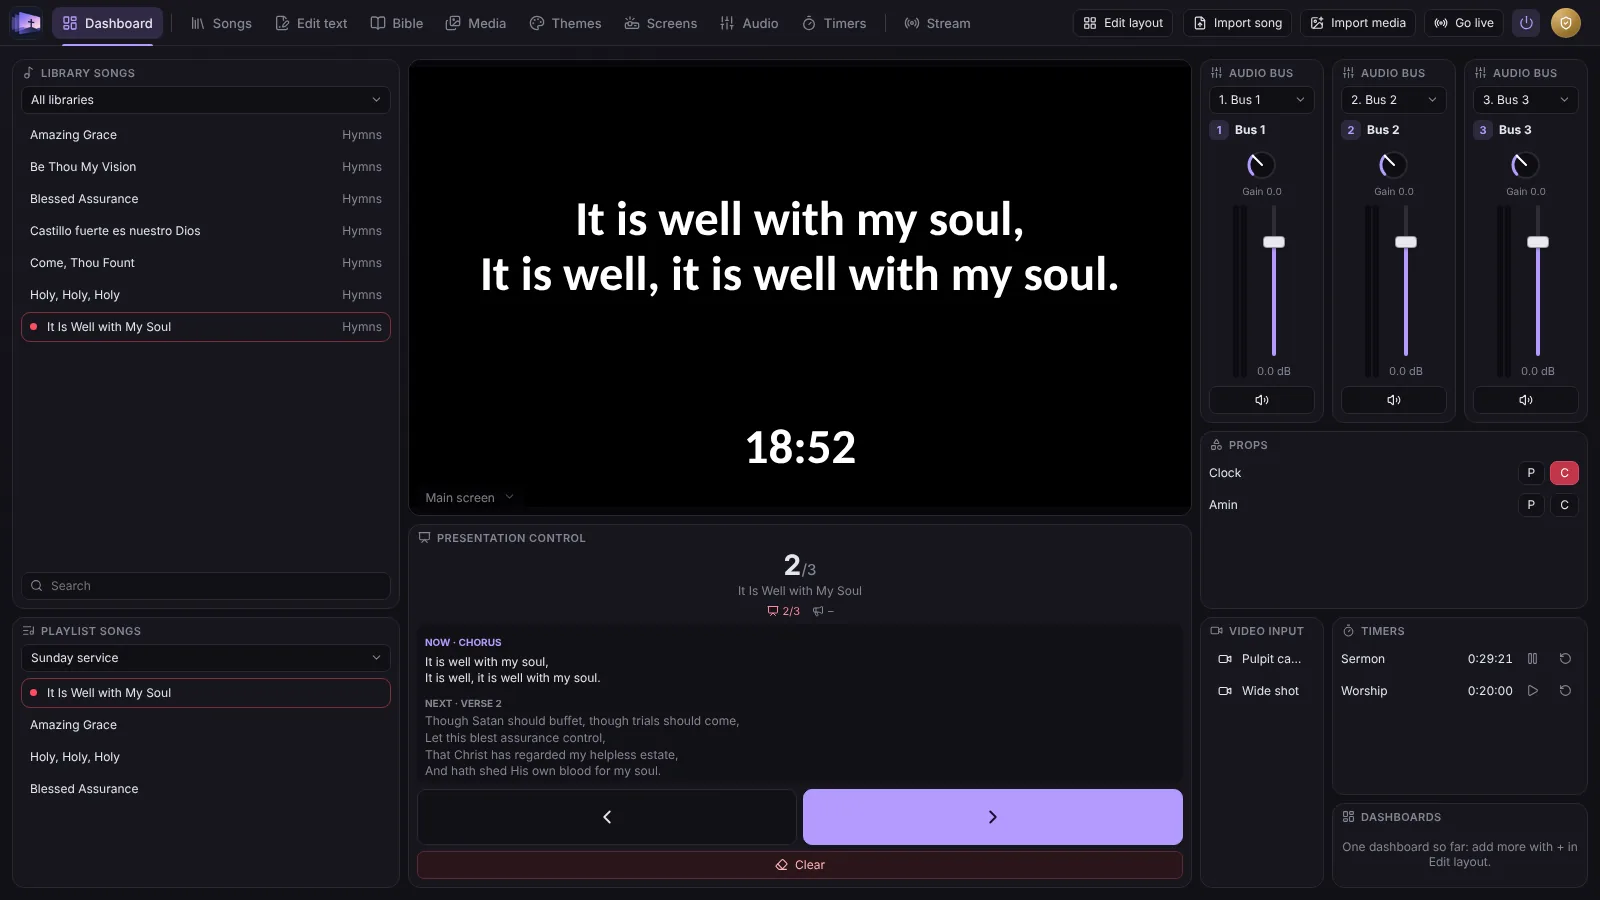 Dashboard
Songs
Edit text
Bible
Media
Themes
Screens
Audio
Timers
Stream
Edit layout
Import song
Import media
Go live
LIBRARY SONGS
All libraries
Amazing Grace Hymns
Be Thou My Vision Hymns
Blessed Assurance Hymns
Castillo fuerte es nuestro Dios Hymns
Come, Thou Fount Hymns
Holy, Holy, Holy Hymns
It Is Well with My Soul Hymns
Search
PLAYLIST SONGS
Sunday service
It Is Well with My Soul
Amazing Grace
Holy, Holy, Holy
Blessed Assurance
It is well with my soul,
It is well, it is well with my soul.
18:52
Main screen
PRESENTATION CONTROL
2/3
It Is Well with My Soul
2/3 –
NOW · CHORUS
It is well with my soul,
It is well, it is well with my soul.
NEXT · VERSE 2
Though Satan should buffet, though trials should come,
Let this blest assurance control,
That Christ has regarded my helpless estate,
And hath shed His own blood for my soul.
Clear
AUDIO BUS
1. Bus 1
1 Bus 1
Gain 0.0
0.0 dB
AUDIO BUS
2. Bus 2
2 Bus 2
Gain 0.0
0.0 dB
AUDIO BUS
3. Bus 3
3 Bus 3
Gain 0.0
0.0 dB
PROPS
Clock P C
Amin P C
VIDEO INPUT
Pulpit ca...
Wide shot
TIMERS
Sermon 0:29:21
Worship 0:20:00
DASHBOARDS
One dashboard so far: add more with + in
Edit layout.